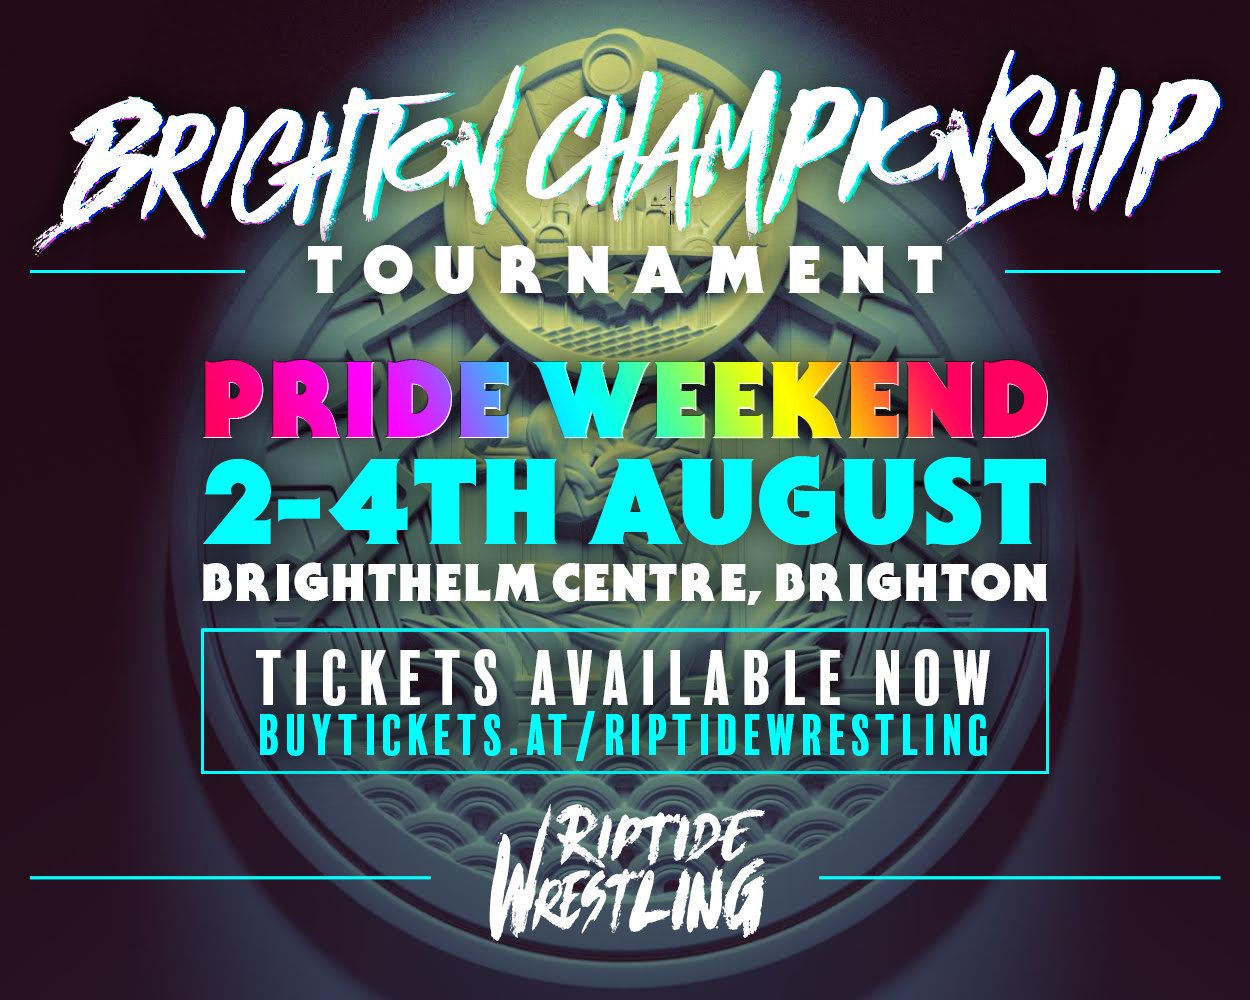 BRIGHTON CHAMPIONSHIP
TOURNAMENT
PRIDE WEEKEND
2-4TH AUGUST
BRIGHTHELM CENTRE, BRIGHTON
TICKETS AVAILABLE NOW
BUYTICKETS.AT/RIPTIDEWRESTLING
RIPTIDE
WRESTLING